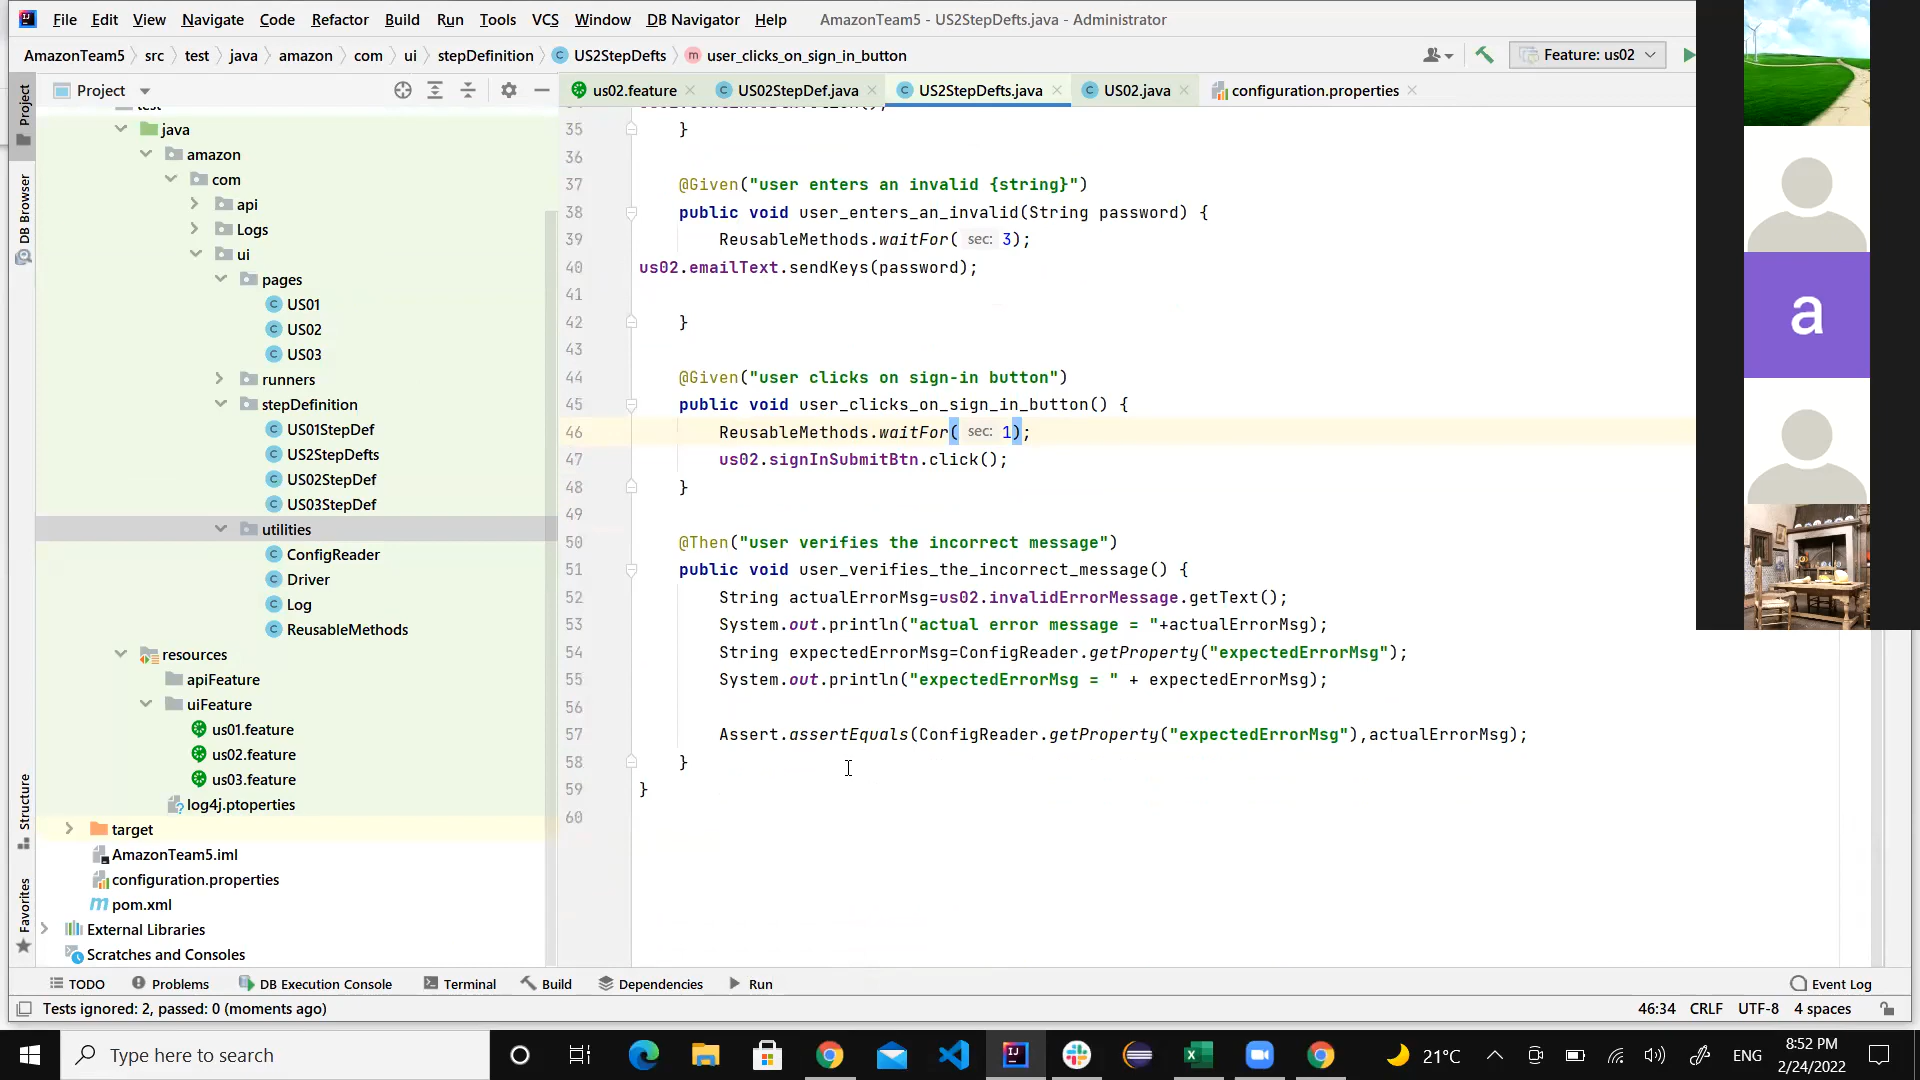 File Edit View Navigate Code Refactor Build Run Tools VCS Window DB Navigator Help AmazonTeam5 - US2StepDefts.java - Administrator
AmazonTeam5 src test java amazon com ui stepDefinition US2StepDefts user_clicks_on_sign_in_button Feature: us02
Project
us02.feature US02StepDef.java US2StepDefts.java US02.java configuration.properties
Project
DB Browser
Structure
Favorites
test
java
amazon
com
api
Logs
ui
pages
US01
US02
US03
runners
stepDefinition
US01StepDef
US2StepDefts
US02StepDef
US03StepDef
utilities
ConfigReader
Driver
Log
ReusableMethods
resources
apiFeature
uiFeature
us01.feature
us02.feature
us03.feature
log4j.ptoperties
target
AmazonTeam5.iml
configuration.properties
pom.xml
External Libraries
Scratches and Consoles
35 }
36
37 @Given("user enters an invalid {string}")
38 public void user_enters_an_invalid(String password) {
39 ReusableMethods.waitFor( sec: 3);
40 us02.emailText.sendKeys(password);
41
42 }
43
44 @Given("user clicks on sign-in button")
45 public void user_clicks_on_sign_in_button() {
46 ReusableMethods.waitFor( sec: 1);
47 us02.signInSubmitBtn.click();
48 }
49
50 @Then("user verifies the incorrect message")
51 public void user_verifies_the_incorrect_message() {
52 String actualErrorMsg=us02.invalidErrorMessage.getText();
53 System.out.println("actual error message = "+actualErrorMsg);
54 String expectedErrorMsg=ConfigReader.getProperty("expectedErrorMsg");
55 System.out.println("expectedErrorMsg = " + expectedErrorMsg);
56
57 Assert.assertEquals(ConfigReader.getProperty("expectedErrorMsg"),actualErrorMsg);
58 }
59 }
60
a
TODO Problems DB Execution Console Terminal Build Dependencies Run Event Log
Tests ignored: 2, passed: 0 (moments ago) 46:34 CRLF UTF-8 4 spaces
Type here to search 21°C ENG 8:52 PM
2/24/2022